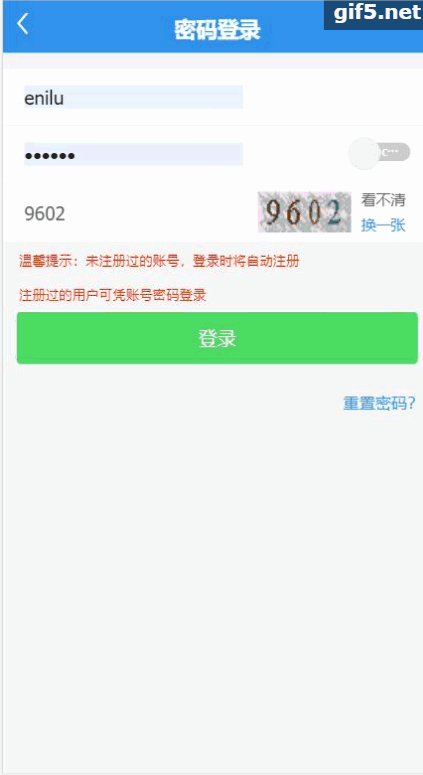 gif5.net
密码登录
enilu
••••••
9602
9602
看不清
换一张
温馨提示：未注册过的账号，登录时将自动注册
注册过的用户可凭账号密码登录
登录
重置密码？